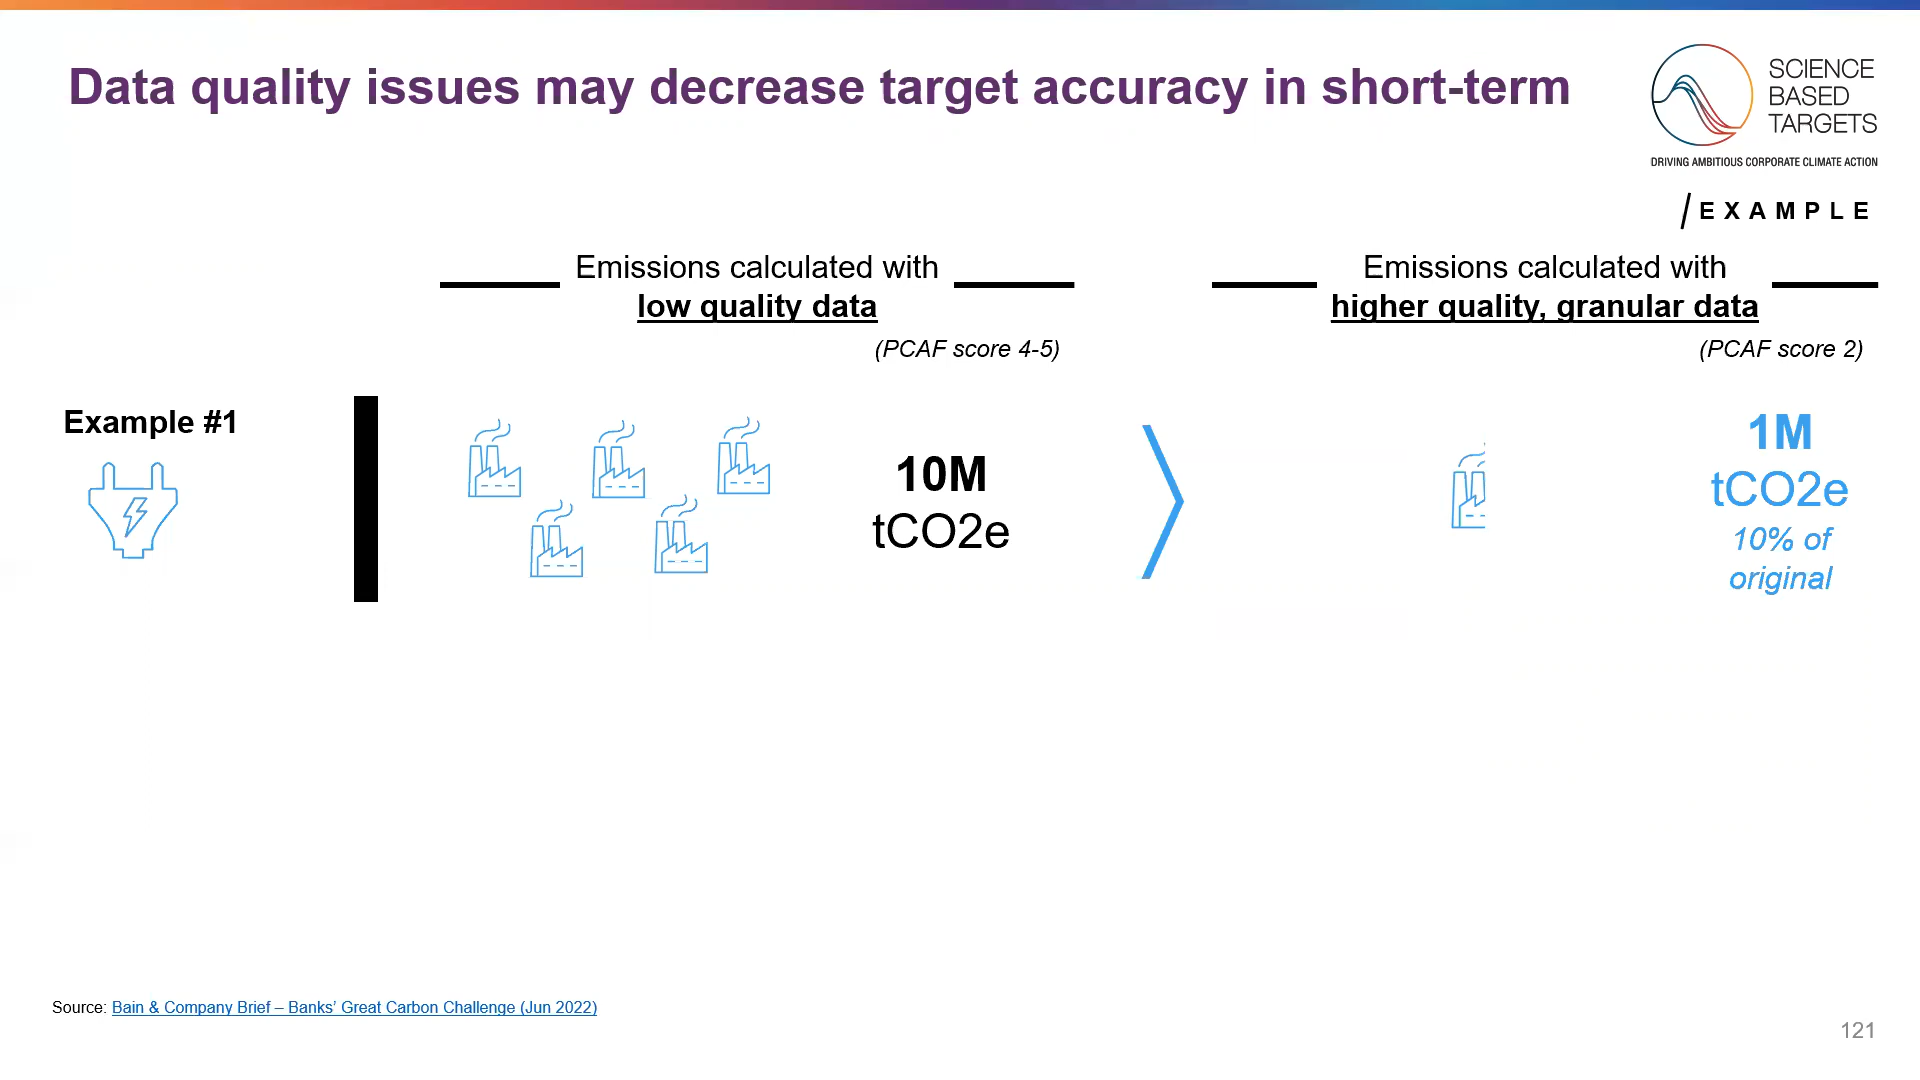 Data quality issues may decrease target accuracy in short-term
SCIENCE
BASED
TARGETS
DRIVING AMBITIOUS CORPORATE CLIMATE ACTION
EXAMPLE
Emissions calculated with
low quality data
(PCAF score 4-5)
Emissions calculated with
higher quality, granular data
(PCAF score 2)
Example #1
10M
tCO2e
1M
tCO2e
10% of
original
Source: Bain & Company Brief – Banks’ Great Carbon Challenge (Jun 2022)
121